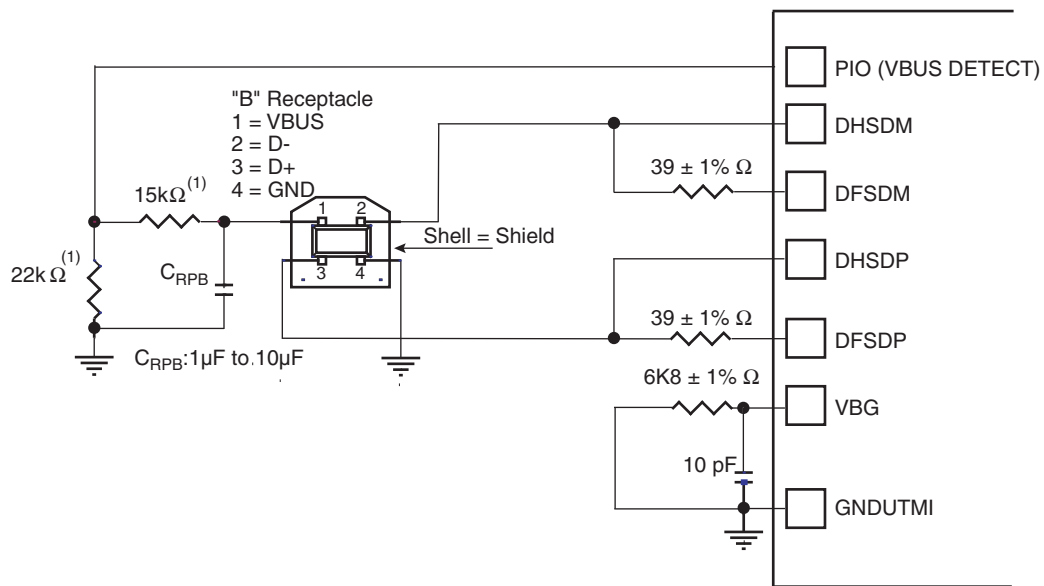 PIO (VBUS DETECT)
"B" Receptacle
1 = VBUS
2 = D-
3 = D+
4 = GND
DHSDM
39 ± 1% Ω
DFSDM
15kΩ(1)
1 2
Shell = Shield
DHSDP
22k Ω(1)
CRPB
3 4
39 ± 1% Ω
DFSDP
CRPB:1µF to 10µF
6K8 ± 1% Ω
VBG
10 pF
GNDUTMI